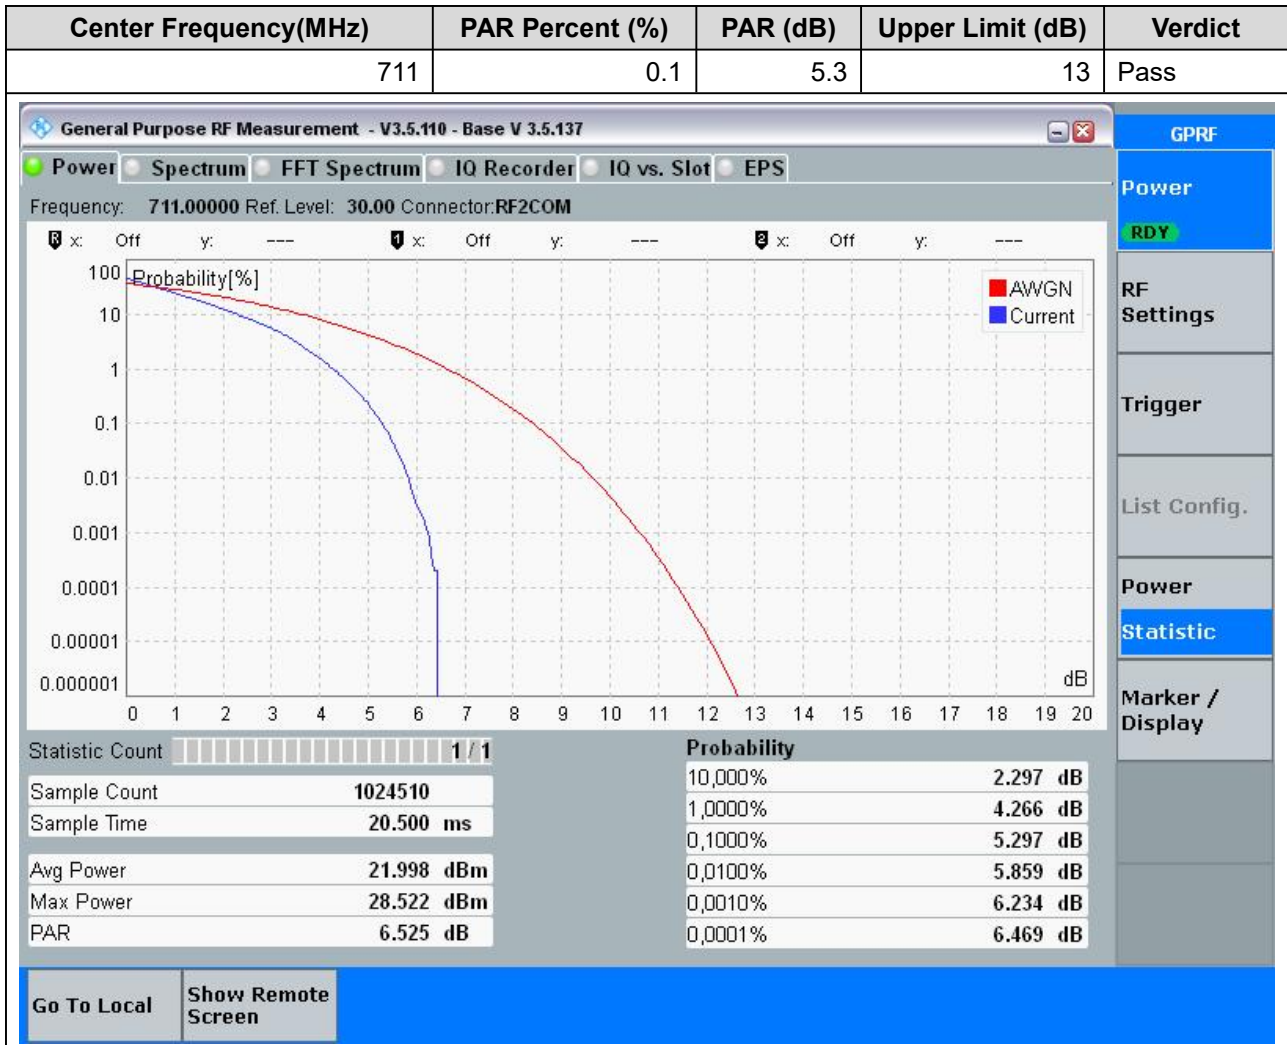 Center Frequency(MHz) PAR Percent (%) PAR (dB) Upper Limit (dB) Verdict
711 0.1 5.3 13 Pass
General Purpose RF Measurement - V3.5.110 - Base V 3.5.137
GPRF
Power Spectrum FFT Spectrum IQ Recorder IQ vs. Slot EPS
Frequency: 711.00000 Ref. Level: 30.00 Connector:RF2COM
R x: Off y: --- 1 x: Off y: --- 2 x: Off y: ---
Probability[%]
AWGN
Current
100
10
1
0.1
0.01
0.001
0.0001
0.00001
0.000001
dB
0 1 2 3 4 5 6 7 8 9 10 11 12 13 14 15 16 17 18 19 20
Statistic Count 1 / 1
Sample Count 1024510
Sample Time 20.500 ms
Avg Power 21.998 dBm
Max Power 28.522 dBm
PAR 6.525 dB
Probability
10,000% 2.297 dB
1,0000% 4.266 dB
0,1000% 5.297 dB
0,0100% 5.859 dB
0,0010% 6.234 dB
0,0001% 6.469 dB
Power
RDY
RF
Settings
Trigger
List Config.
Power
Statistic
Marker /
Display
Go To Local
Show Remote
Screen